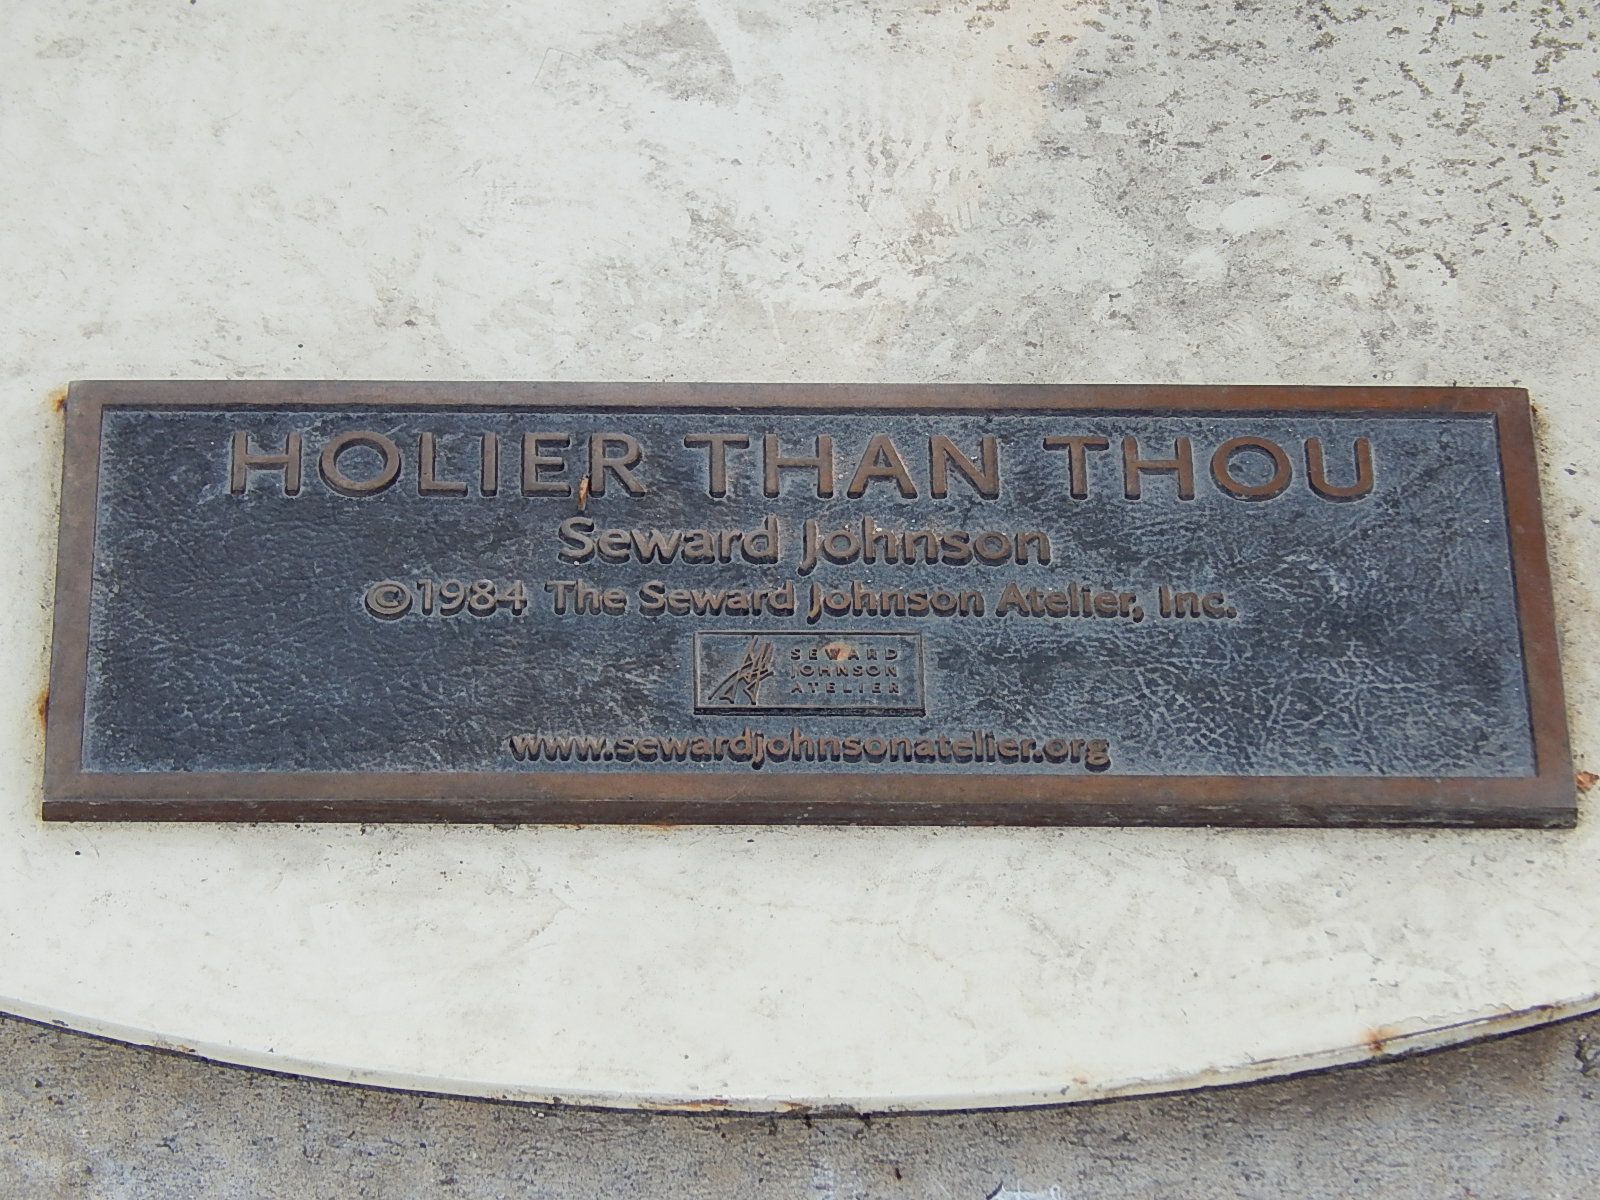 HOLIER THAN THOU
Seward Johnson
©1984 The Seward Johnson Atelier, Inc.
SEWARD
JOHNSON
ATELIER
www.sewardjohnsonatelier.org